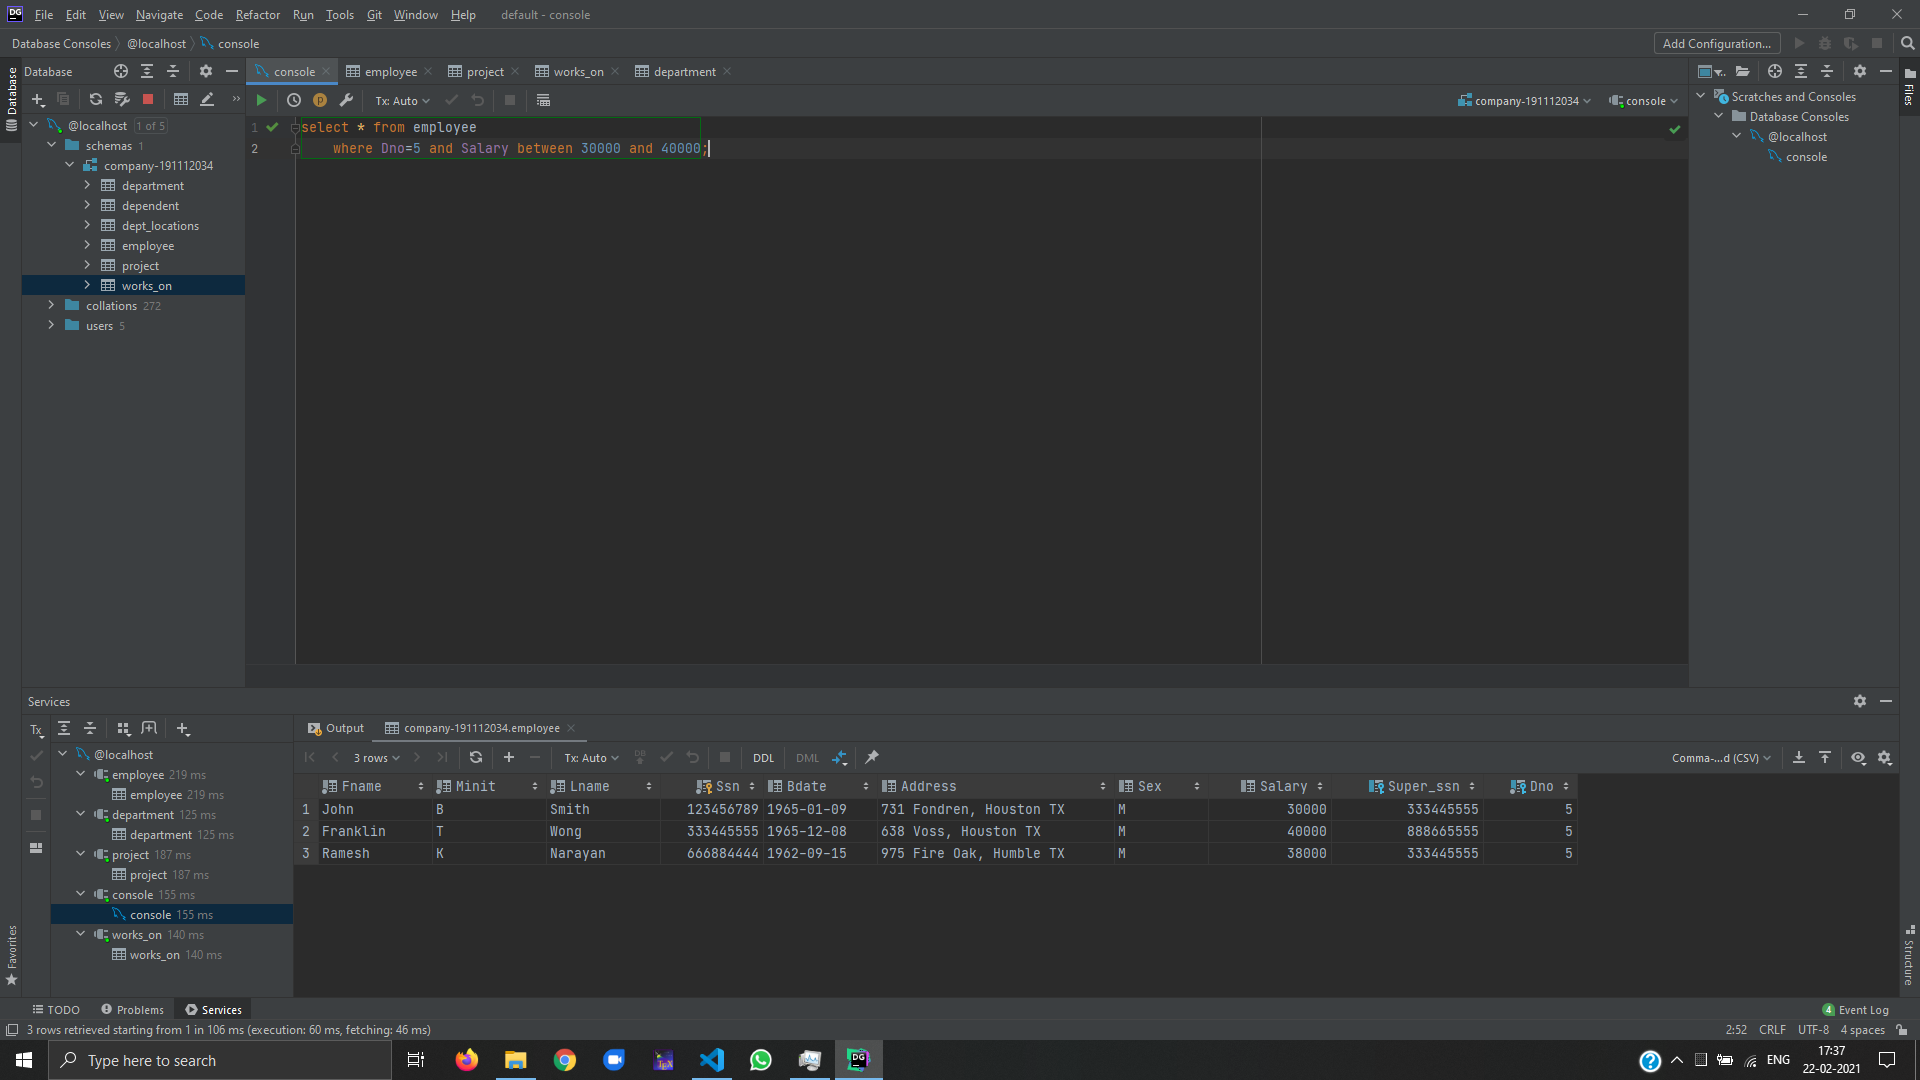 File Edit View Navigate Code Refactor Run Tools Git Window Help default - console
Database Consoles @localhost console Add Configuration...
Database
console employee project works_on department
Tx: Auto company-191112034 console
@localhost 1 of 5
schemas 1
company-191112034
department
dependent
dept_locations
employee
project
works_on
collations 272
users 5
1 select * from employee
2 where Dno=5 and Salary between 30000 and 40000;
Scratches and Consoles
Database Consoles
@localhost
console
Database
Files
Favorites
Structure
Services
Tx
@localhost
employee 219 ms
employee 219 ms
department 125 ms
department 125 ms
project 187 ms
project 187 ms
console 155 ms
console 155 ms
works_on 140 ms
works_on 140 ms
Output company-191112034.employee
3 rows Tx: Auto DDL DML Comma-...d (CSV)
Fname Minit Lname Ssn Bdate Address Sex Salary Super_ssn Dno
1 John B Smith 123456789 1965-01-09 731 Fondren, Houston TX M 30000 333445555 5
2 Franklin T Wong 333445555 1965-12-08 638 Voss, Houston TX M 40000 888665555 5
3 Ramesh K Narayan 666884444 1962-09-15 975 Fire Oak, Humble TX M 38000 333445555 5
TODO Problems Services 4 Event Log
3 rows retrieved starting from 1 in 106 ms (execution: 60 ms, fetching: 46 ms) 2:52 CRLF UTF-8 4 spaces
Type here to search ENG 17:37
22-02-2021